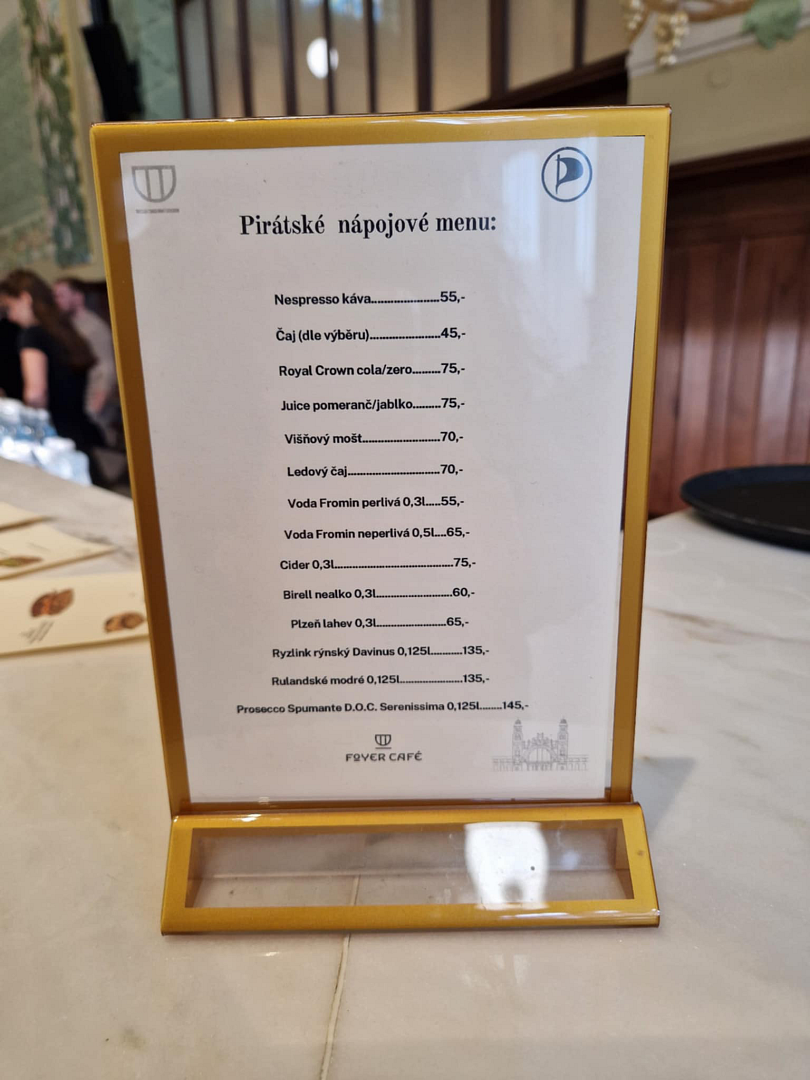 Pirátské nápojové menu:
Nespresso káva.......................55,-
Čaj (dle výběru).......................45,-
Royal Crown cola/zero.........75,-
Juice pomeranč/jablko.........75,-
Višňový mošt..........................70,-
Ledový čaj...............................70,-
Voda Fromin perlivá 0,3l.....55,-
Voda Fromin neperlivá 0,5l....65,-
Cider 0,3l........................................75,-
Birell nealko 0,3l..........................60,-
Plzeň lahev 0,3l........................65,-
Ryzlink rýnský Davinus 0,125l...........135,-
Rulandské modré 0,125l......................135,-
Prosecco Spumante D.O.C. Serenissima 0,125l........145,-
FOYER CAFÉ